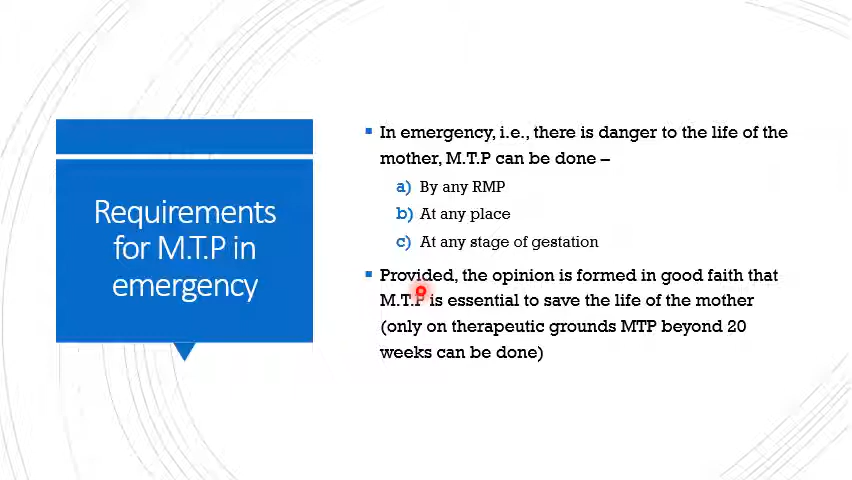 Requirements
for M.T.P in
emergency
In emergency, i.e., there is danger to the life of the
mother, M.T.P can be done –
a) By any RMP
b) At any place
c) At any stage of gestation
Provided, the opinion is formed in good faith that
M.T.P is essential to save the life of the mother
(only on therapeutic grounds MTP beyond 20
weeks can be done)